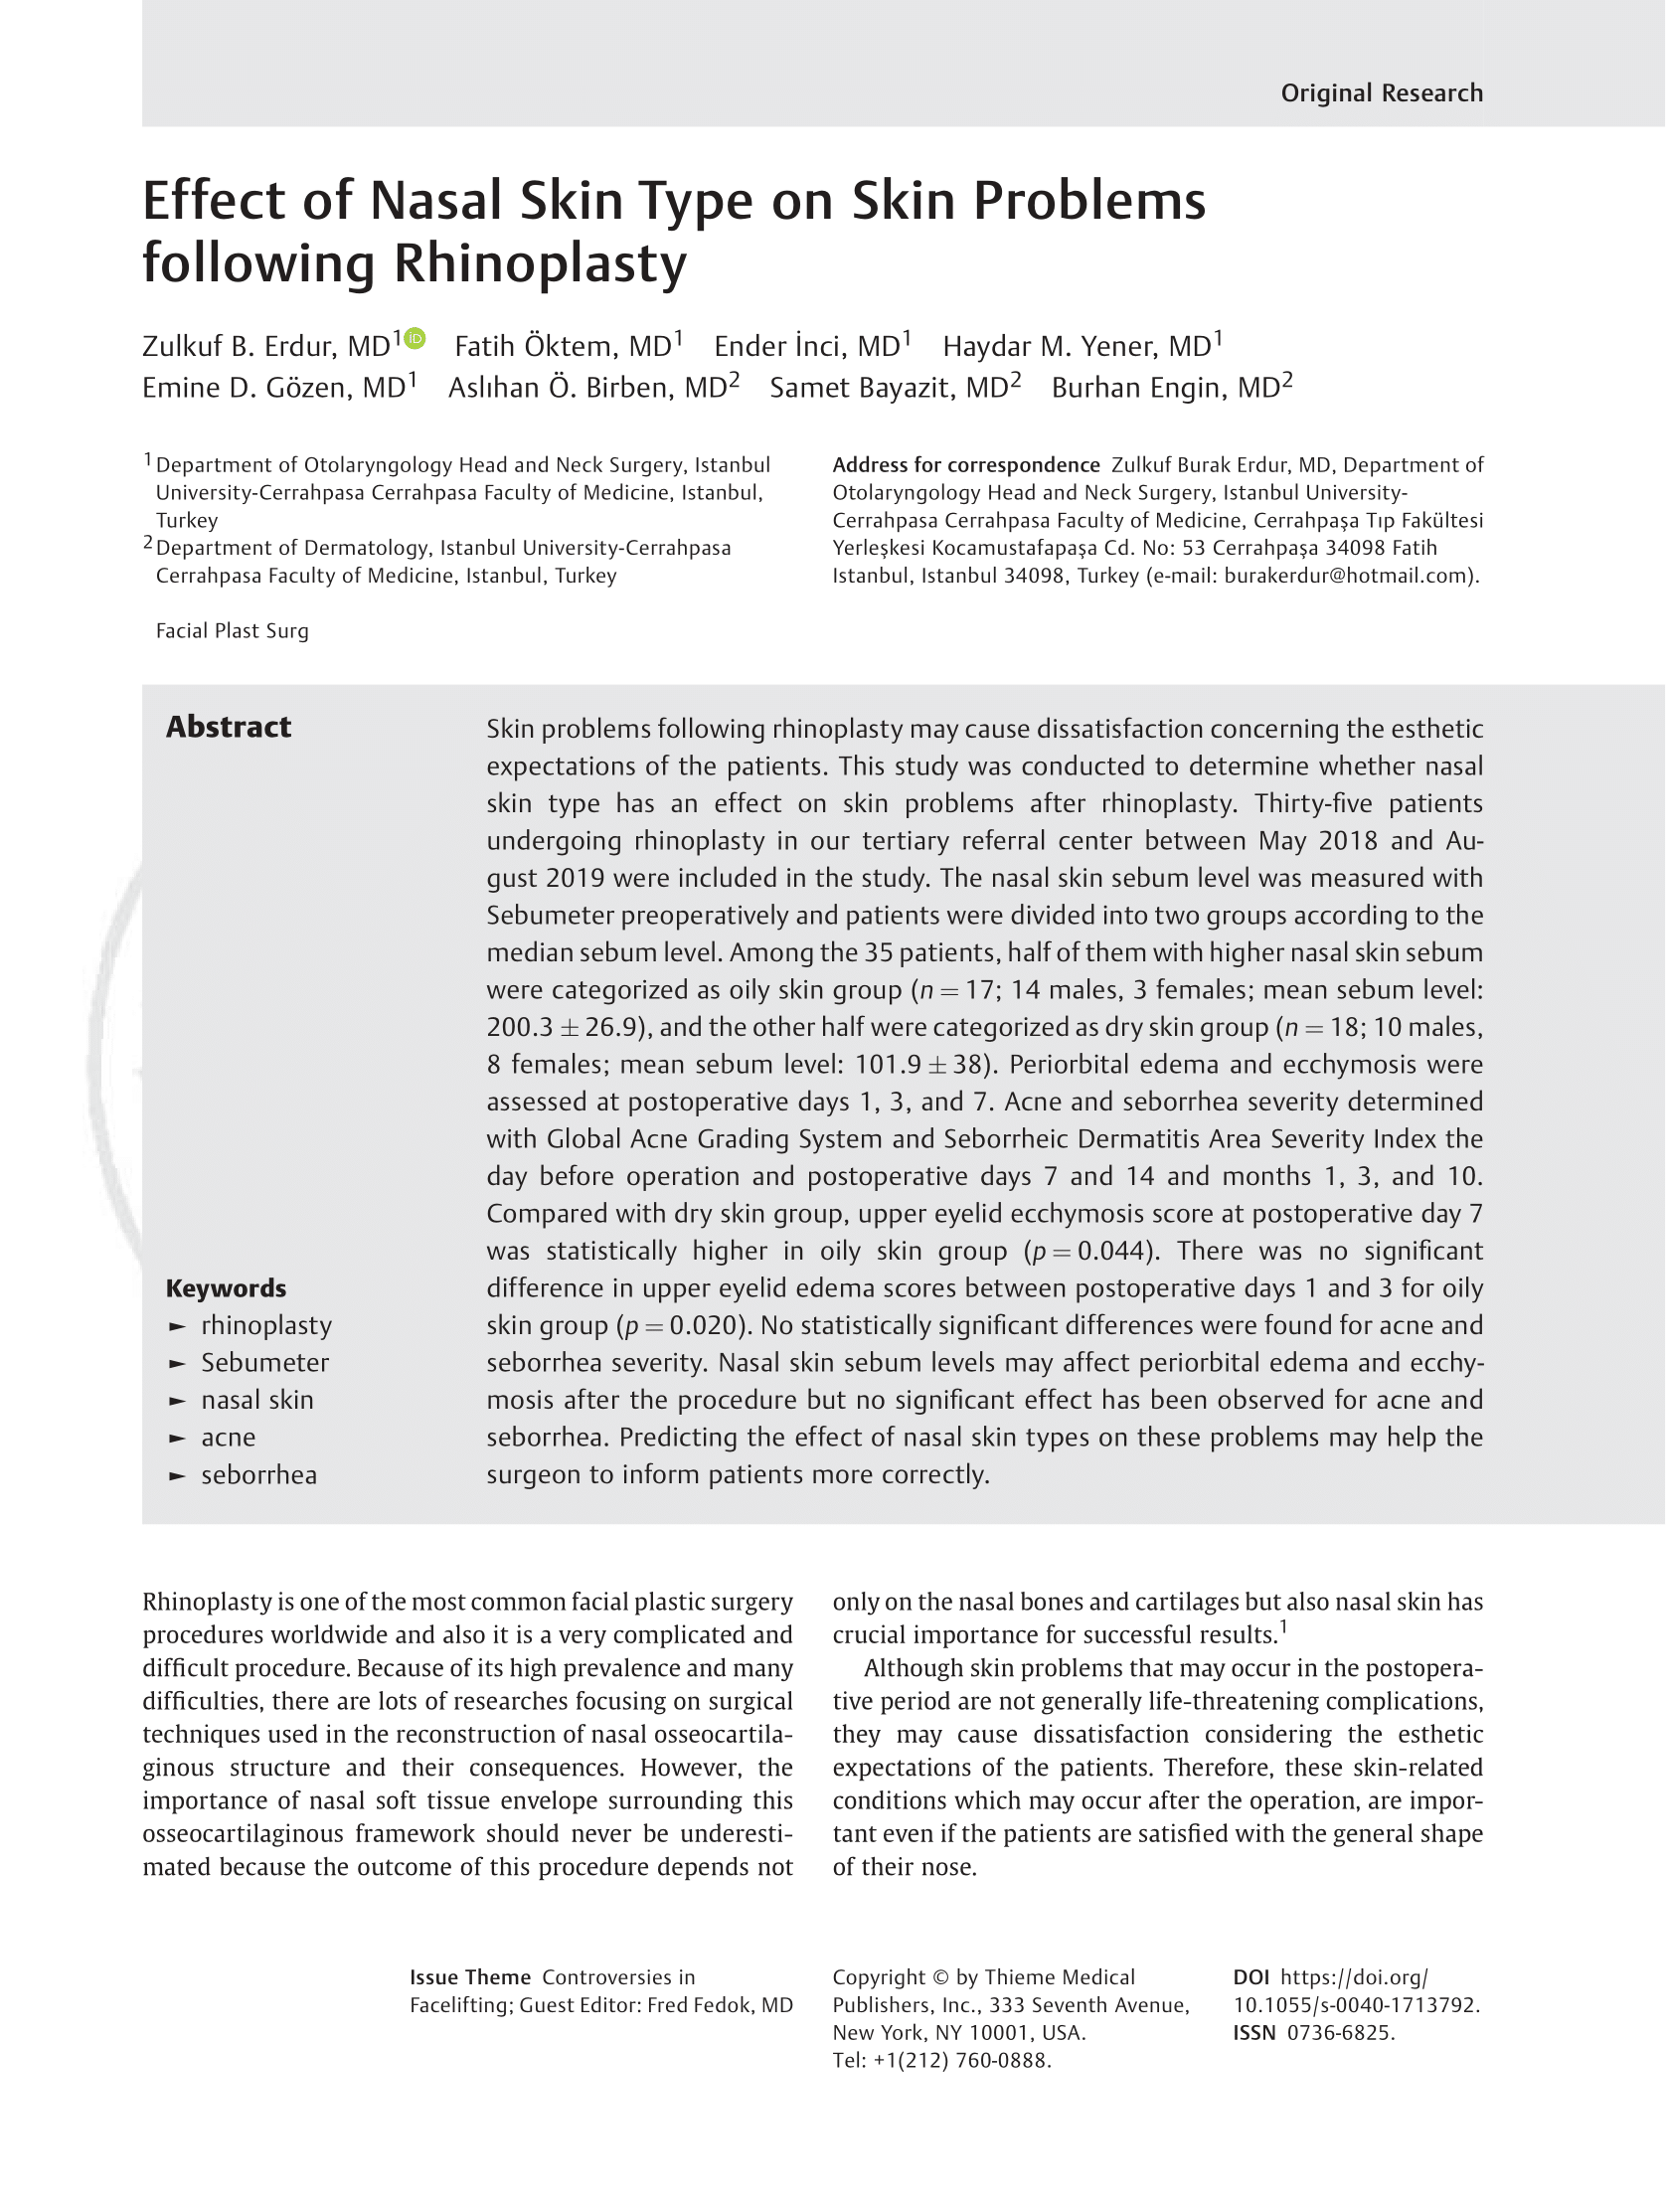 Original Research
Effect of Nasal Skin Type on Skin Problems
following Rhinoplasty
Zulkuf B. Erdur, MD1 iD Fatih Öktem, MD1 Ender İnci, MD1 Haydar M. Yener, MD1
Emine D. Gözen, MD1 Aslıhan Ö. Birben, MD2 Samet Bayazit, MD2 Burhan Engin, MD2
1 Department of Otolaryngology Head and Neck Surgery, Istanbul
University-Cerrahpasa Cerrahpasa Faculty of Medicine, Istanbul,
Turkey
2 Department of Dermatology, Istanbul University-Cerrahpasa
Cerrahpasa Faculty of Medicine, Istanbul, Turkey
Facial Plast Surg
Address for correspondence Zulkuf Burak Erdur, MD, Department of
Otolaryngology Head and Neck Surgery, Istanbul University-
Cerrahpasa Cerrahpasa Faculty of Medicine, Cerrahpaşa Tıp Fakültesi
Yerleşkesi Kocamustafapaşa Cd. No: 53 Cerrahpaşa 34098 Fatih
Istanbul, Istanbul 34098, Turkey (e-mail: burakerdur@hotmail.com).
Abstract
Skin problems following rhinoplasty may cause dissatisfaction concerning the esthetic
expectations of the patients. This study was conducted to determine whether nasal
skin type has an effect on skin problems after rhinoplasty. Thirty-five patients
undergoing rhinoplasty in our tertiary referral center between May 2018 and Au-
gust 2019 were included in the study. The nasal skin sebum level was measured with
Sebumeter preoperatively and patients were divided into two groups according to the
median sebum level. Among the 35 patients, half of them with higher nasal skin sebum
were categorized as oily skin group (n = 17; 14 males, 3 females; mean sebum level:
200.3 ± 26.9), and the other half were categorized as dry skin group (n = 18; 10 males,
8 females; mean sebum level: 101.9 ± 38). Periorbital edema and ecchymosis were
assessed at postoperative days 1, 3, and 7. Acne and seborrhea severity determined
with Global Acne Grading System and Seborrheic Dermatitis Area Severity Index the
day before operation and postoperative days 7 and 14 and months 1, 3, and 10.
Compared with dry skin group, upper eyelid ecchymosis score at postoperative day 7
was statistically higher in oily skin group (p = 0.044). There was no significant
difference in upper eyelid edema scores between postoperative days 1 and 3 for oily
skin group (p = 0.020). No statistically significant differences were found for acne and
seborrhea severity. Nasal skin sebum levels may affect periorbital edema and ecchy-
mosis after the procedure but no significant effect has been observed for acne and
seborrhea. Predicting the effect of nasal skin types on these problems may help the
surgeon to inform patients more correctly.
Keywords
► rhinoplasty
► Sebumeter
► nasal skin
► acne
► seborrhea
Rhinoplasty is one of the most common facial plastic surgery
procedures worldwide and also it is a very complicated and
difficult procedure. Because of its high prevalence and many
difficulties, there are lots of researches focusing on surgical
techniques used in the reconstruction of nasal osseocartila-
ginous structure and their consequences. However, the
importance of nasal soft tissue envelope surrounding this
osseocartilaginous framework should never be underesti-
mated because the outcome of this procedure depends not
only on the nasal bones and cartilages but also nasal skin has
crucial importance for successful results.1
Although skin problems that may occur in the postopera-
tive period are not generally life-threatening complications,
they may cause dissatisfaction considering the esthetic
expectations of the patients. Therefore, these skin-related
conditions which may occur after the operation, are impor-
tant even if the patients are satisfied with the general shape
of their nose.
Issue Theme Controversies in
Facelifting; Guest Editor: Fred Fedok, MD
Copyright © by Thieme Medical
Publishers, Inc., 333 Seventh Avenue,
New York, NY 10001, USA.
Tel: +1(212) 760-0888.
DOI https://doi.org/
10.1055/s-0040-1713792.
ISSN 0736-6825.